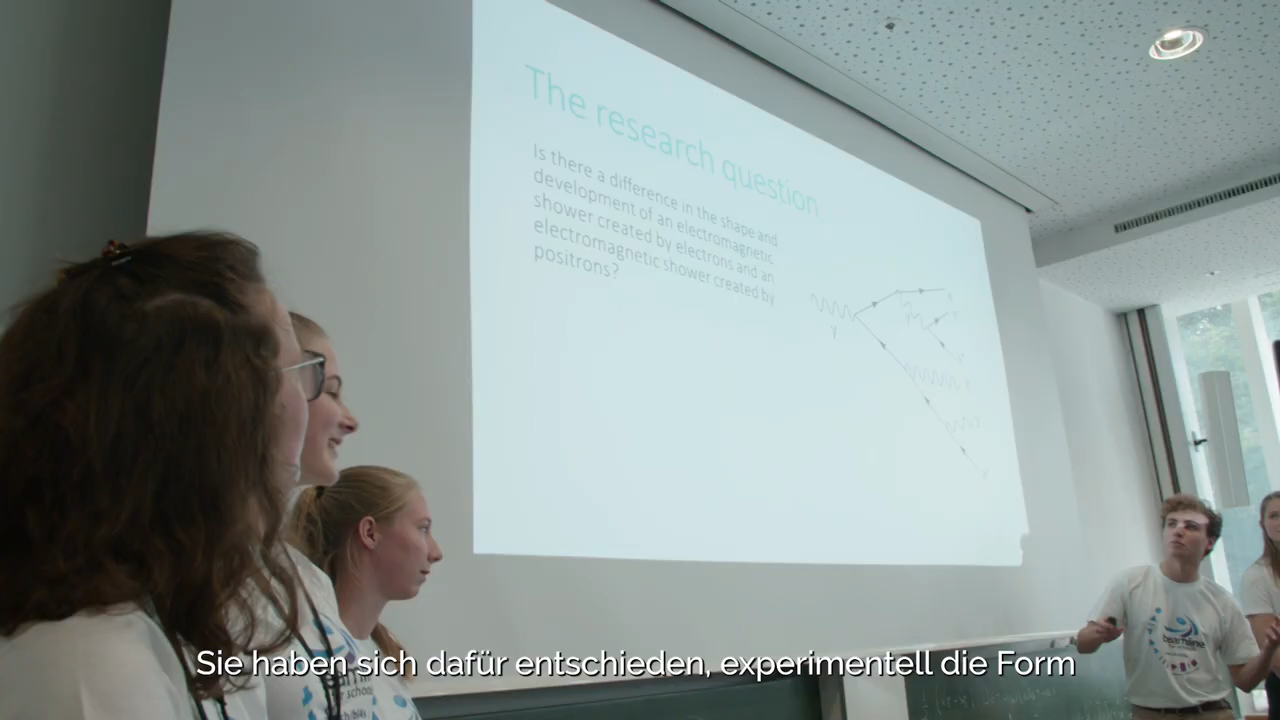 The research question
Is there a difference in the shape and
development of an electromagnetic
shower created by electrons and an
electromagnetic shower created by
positrons?
γ
Sie haben sich dafür entschieden, experimentell die Form